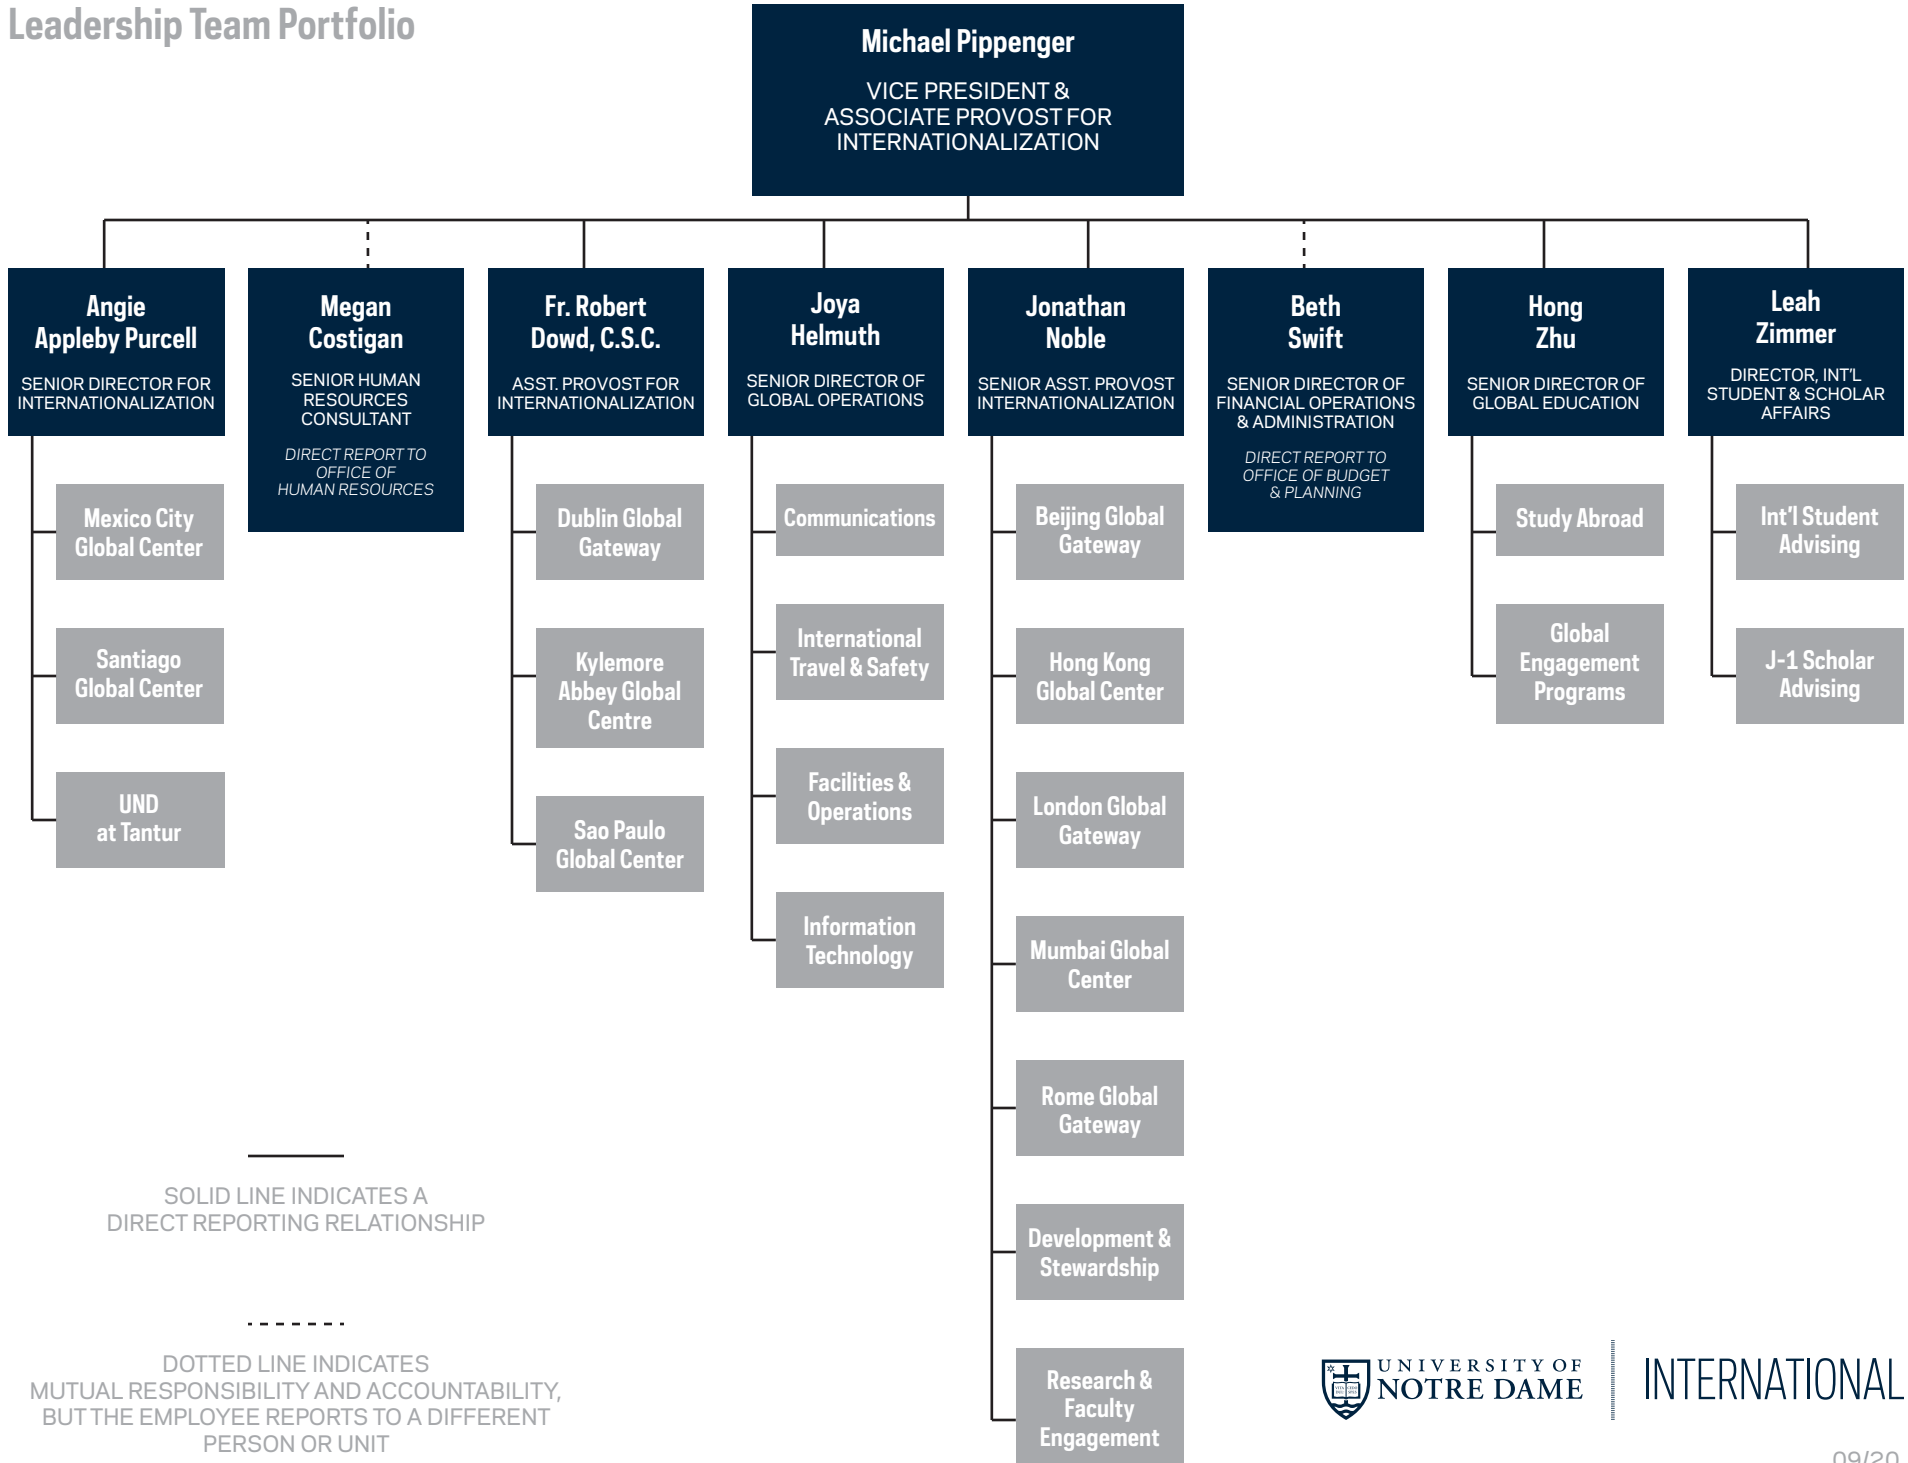 Leadership Team Portfolio
Michael Pippenger
VICE PRESIDENT &
ASSOCIATE PROVOST FOR
INTERNATIONALIZATION
Angie
Appleby Purcell
SENIOR DIRECTOR FOR
INTERNATIONALIZATION
Mexico City
Global Center
Santiago
Global Center
UND
at Tantur
Megan
Costigan
SENIOR HUMAN
RESOURCES
CONSULTANT
DIRECT REPORT TO
OFFICE OF
HUMAN RESOURCES
Fr. Robert
Dowd, C.S.C.
ASST. PROVOST FOR
INTERNATIONALIZATION
Dublin Global
Gateway
Kylemore
Abbey Global
Centre
Sao Paulo
Global Center
Joya
Helmuth
SENIOR DIRECTOR OF
GLOBAL OPERATIONS
Communications
International
Travel & Safety
Facilities &
Operations
Information
Technology
Jonathan
Noble
SENIOR ASST. PROVOST
INTERNATIONALIZATION
Beijing Global
Gateway
Hong Kong
Global Center
London Global
Gateway
Mumbai Global
Center
Rome Global
Gateway
Development &
Stewardship
Research &
Faculty
Engagement
Beth
Swift
SENIOR DIRECTOR OF
FINANCIAL OPERATIONS
& ADMINISTRATION
DIRECT REPORT TO
OFFICE OF BUDGET
& PLANNING
Hong
Zhu
SENIOR DIRECTOR OF
GLOBAL EDUCATION
Study Abroad
Global
Engagement
Programs
Leah
Zimmer
DIRECTOR, INT'L
STUDENT & SCHOLAR
AFFAIRS
Int'l Student
Advising
J-1 Scholar
Advising
SOLID LINE INDICATES A
DIRECT REPORTING RELATIONSHIP
DOTTED LINE INDICATES
MUTUAL RESPONSIBILITY AND ACCOUNTABILITY,
BUT THE EMPLOYEE REPORTS TO A DIFFERENT
PERSON OR UNIT
UNIVERSITY OF
NOTRE DAME
INTERNATIONAL
09/20